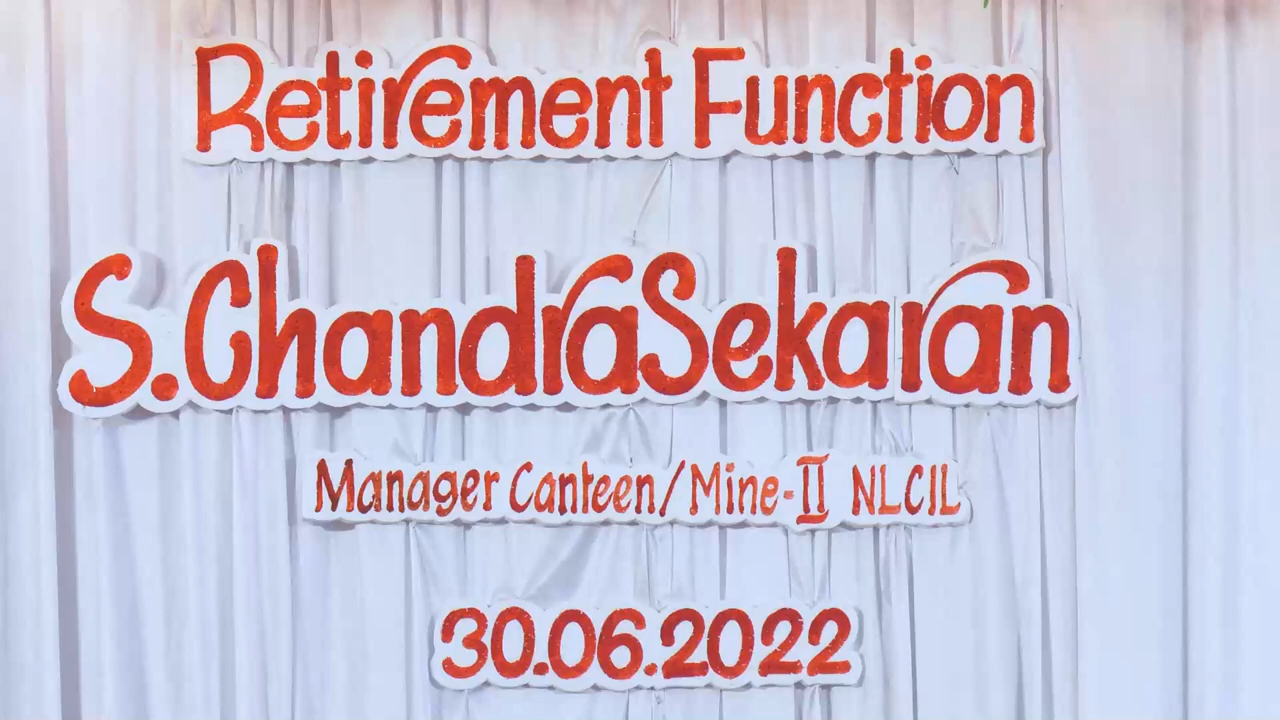 Retirement Function
S.ChandraSekaran
Manager Canteen/Mine-II NLCIL
30.06.2022